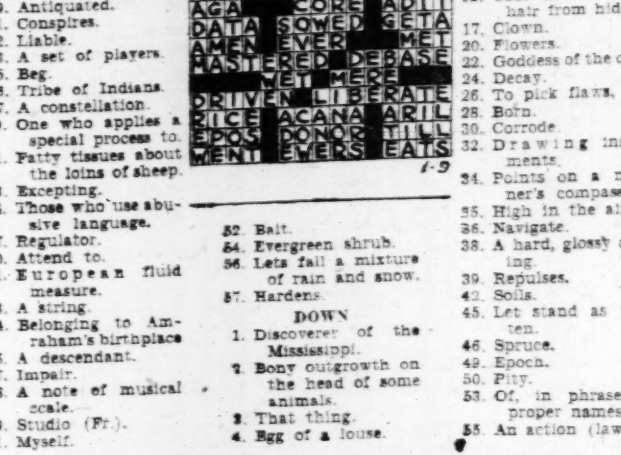 Antiquated.
Conspires.
Liable.
A set of players.
Beg.
Tribe of Indians.
A constellation.
One who applies a
special process to.
Fatty tissues about
the loins of sheep.
Excepting.
Those who use abu-
sive language.
Regulator.
Attend to.
European fluid
measure.
A string.
Belonging to Am-
raham's birthplace
A descendant.
Impair.
A note of musical
scale.
Studio (Fr.).
Myself.
AGA CORE ADIT
DATA SOWED GETA
AMEN EVER MET
MASTERED DEBASE
WET MERE
DRIVEN LIBERATE
RICE ACANA ARIL
EPOS DONOR TILL
WENT EWERS EATS
1-9
52. Bait.
54. Evergreen shrub.
56. Lets fall a mixture
of rain and snow.
57. Hardens.
DOWN
1. Discoverer of the
Mississippi.
2. Bony outgrowth on
the head of some
animals.
3. That thing.
4. Egg of a louse.
hair from hid
17. Clown.
20. Flowers.
22. Goddess of the
24. Decay.
26. To pick flaws.
28. Born.
30. Corrode.
32. Drawing in
ments.
34. Points on a
ner's compass
35. High in the
36. Navigate.
38. A hard, glossy
ing.
39. Repulses.
42. Soils.
45. Let stand as
ten.
46. Spruce.
49. Epoch.
50. Pity.
53. Of, in phrase
proper names
55. An action (law